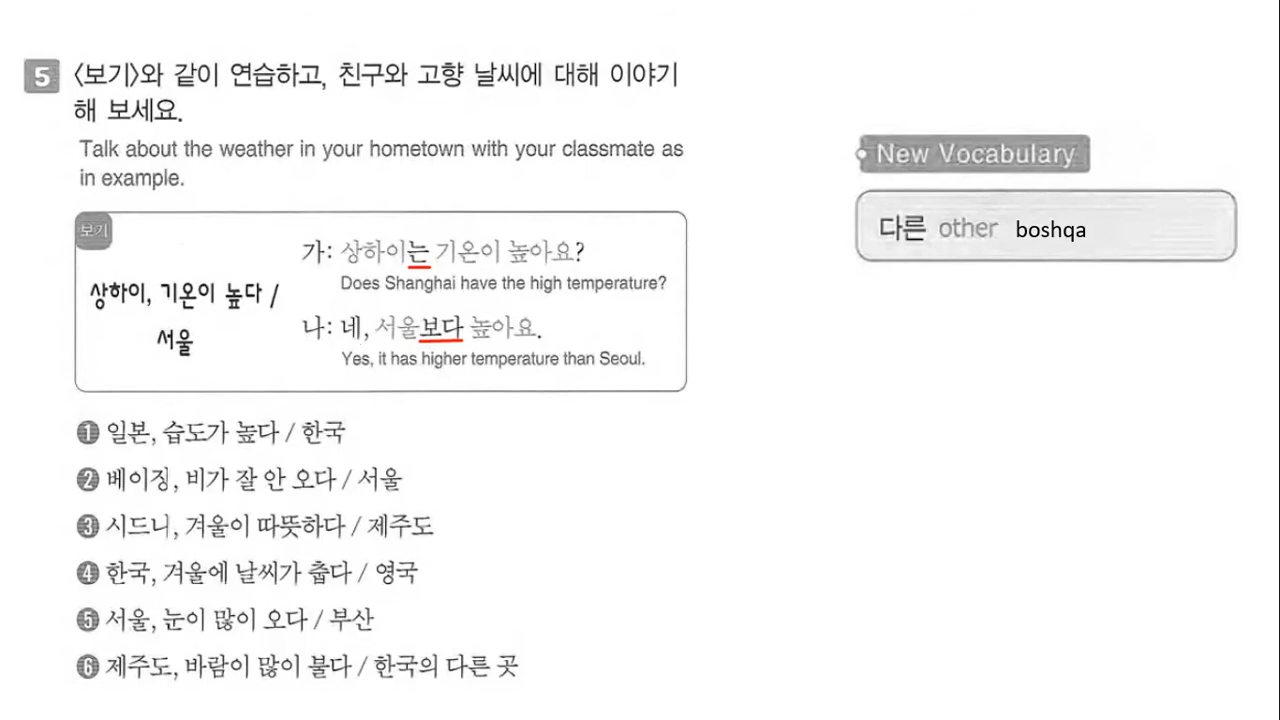 5 〈보기〉와 같이 연습하고, 친구와 고향 날씨에 대해 이야기
해 보세요.
Talk about the weather in your hometown with your classmate as
in example.
보기
상하이, 기온이 높다 /
서울
가: 상하이는 기온이 높아요?
Does Shanghai have the high temperature?
나: 네, 서울보다 높아요.
Yes, it has higher temperature than Seoul.
❶ 일본, 습도가 높다 / 한국
❷ 베이징, 비가 잘 안 오다 / 서울
❸ 시드니, 겨울이 따뜻하다 / 제주도
❹ 한국, 겨울에 날씨가 춥다 / 영국
❺ 서울, 눈이 많이 오다 / 부산
❻ 제주도, 바람이 많이 불다 / 한국의 다른 곳
New Vocabulary
다른 other boshqa